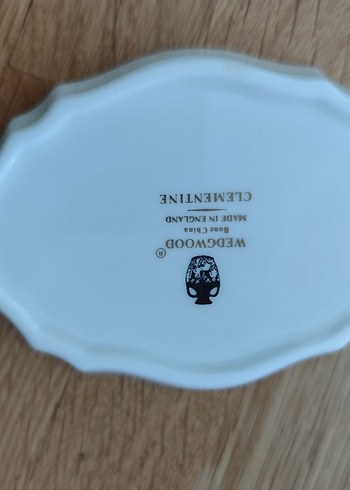 WEDGWOOD
®
Bone China
MADE IN ENGLAND
CLEMENTINE